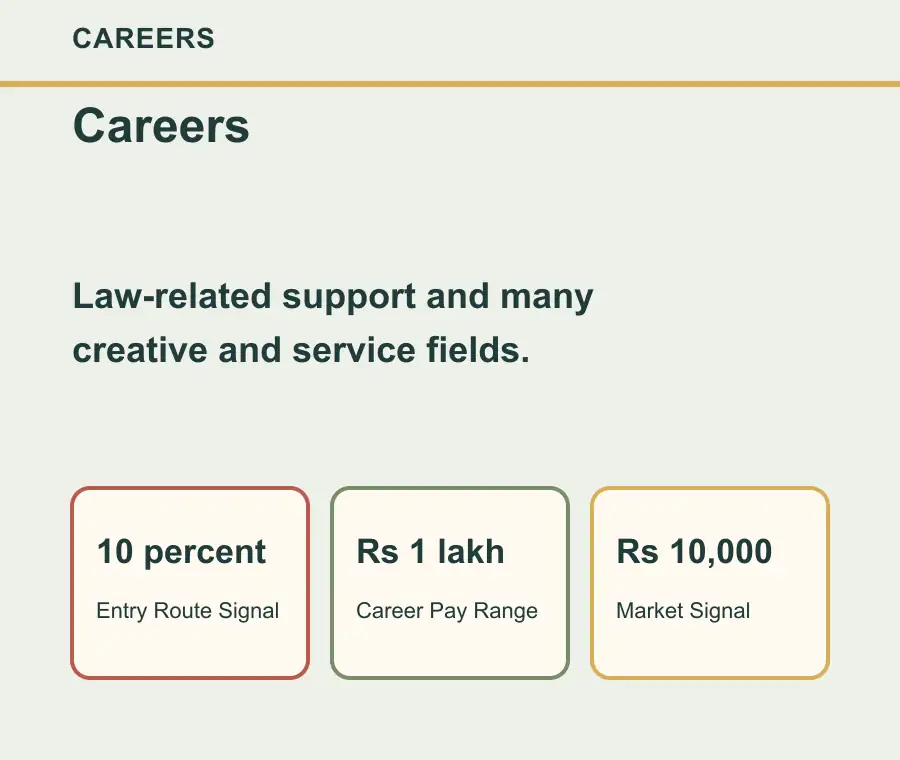 CAREERS
Careers
Law-related support and many
creative and service fields.
10 percent
Entry Route Signal
Rs 1 lakh
Career Pay Range
Rs 10,000
Market Signal